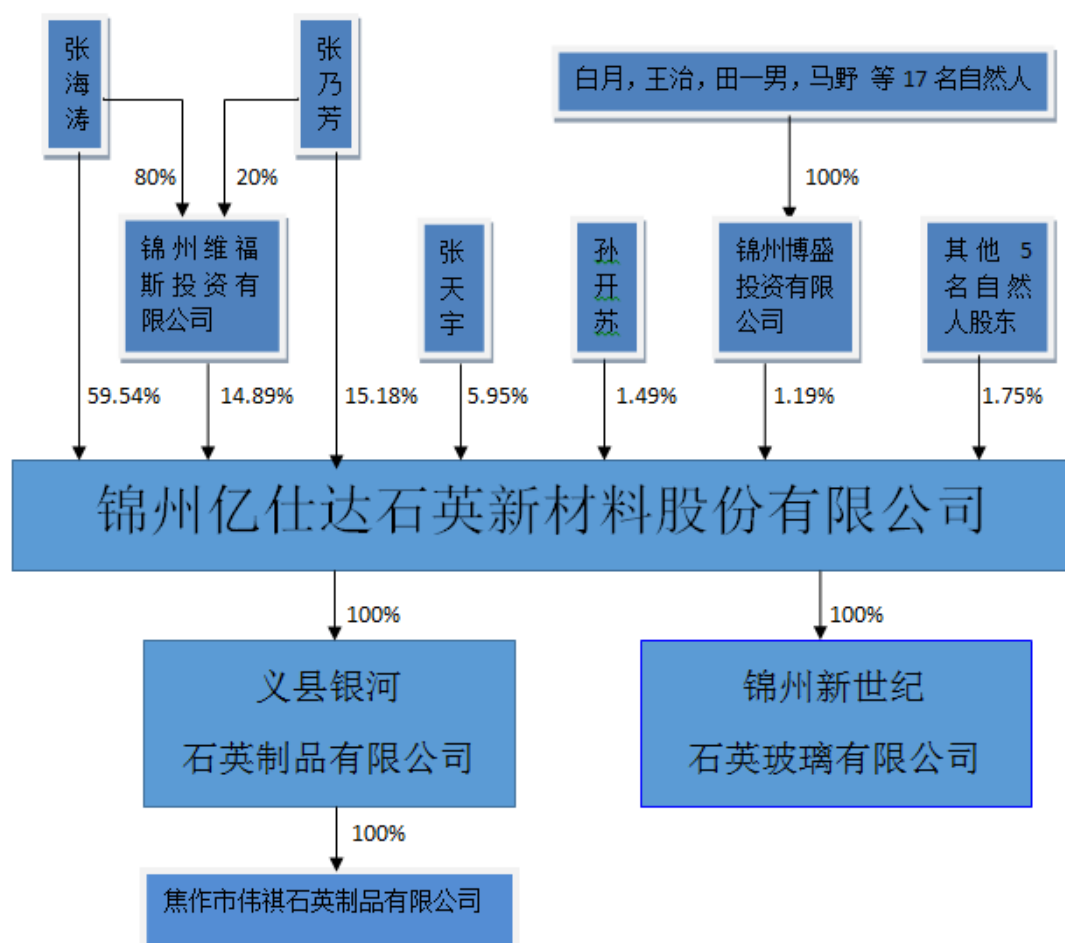 张
海
涛
张
乃
芳
白月，王治，田一男，马野 等 17 名自然人
80%
20%
100%
锦州维福
斯投资有
限公司
张
天
宇
孙
开
苏
锦州博盛
投资有限
公司
其他 5
名自然
人股东
59.54%
14.89%
15.18%
5.95%
1.49%
1.19%
1.75%
锦州亿仕达石英新材料股份有限公司
100%
100%
义县银河
石英制品有限公司
锦州新世纪
石英玻璃有限公司
100%
焦作市伟祺石英制品有限公司